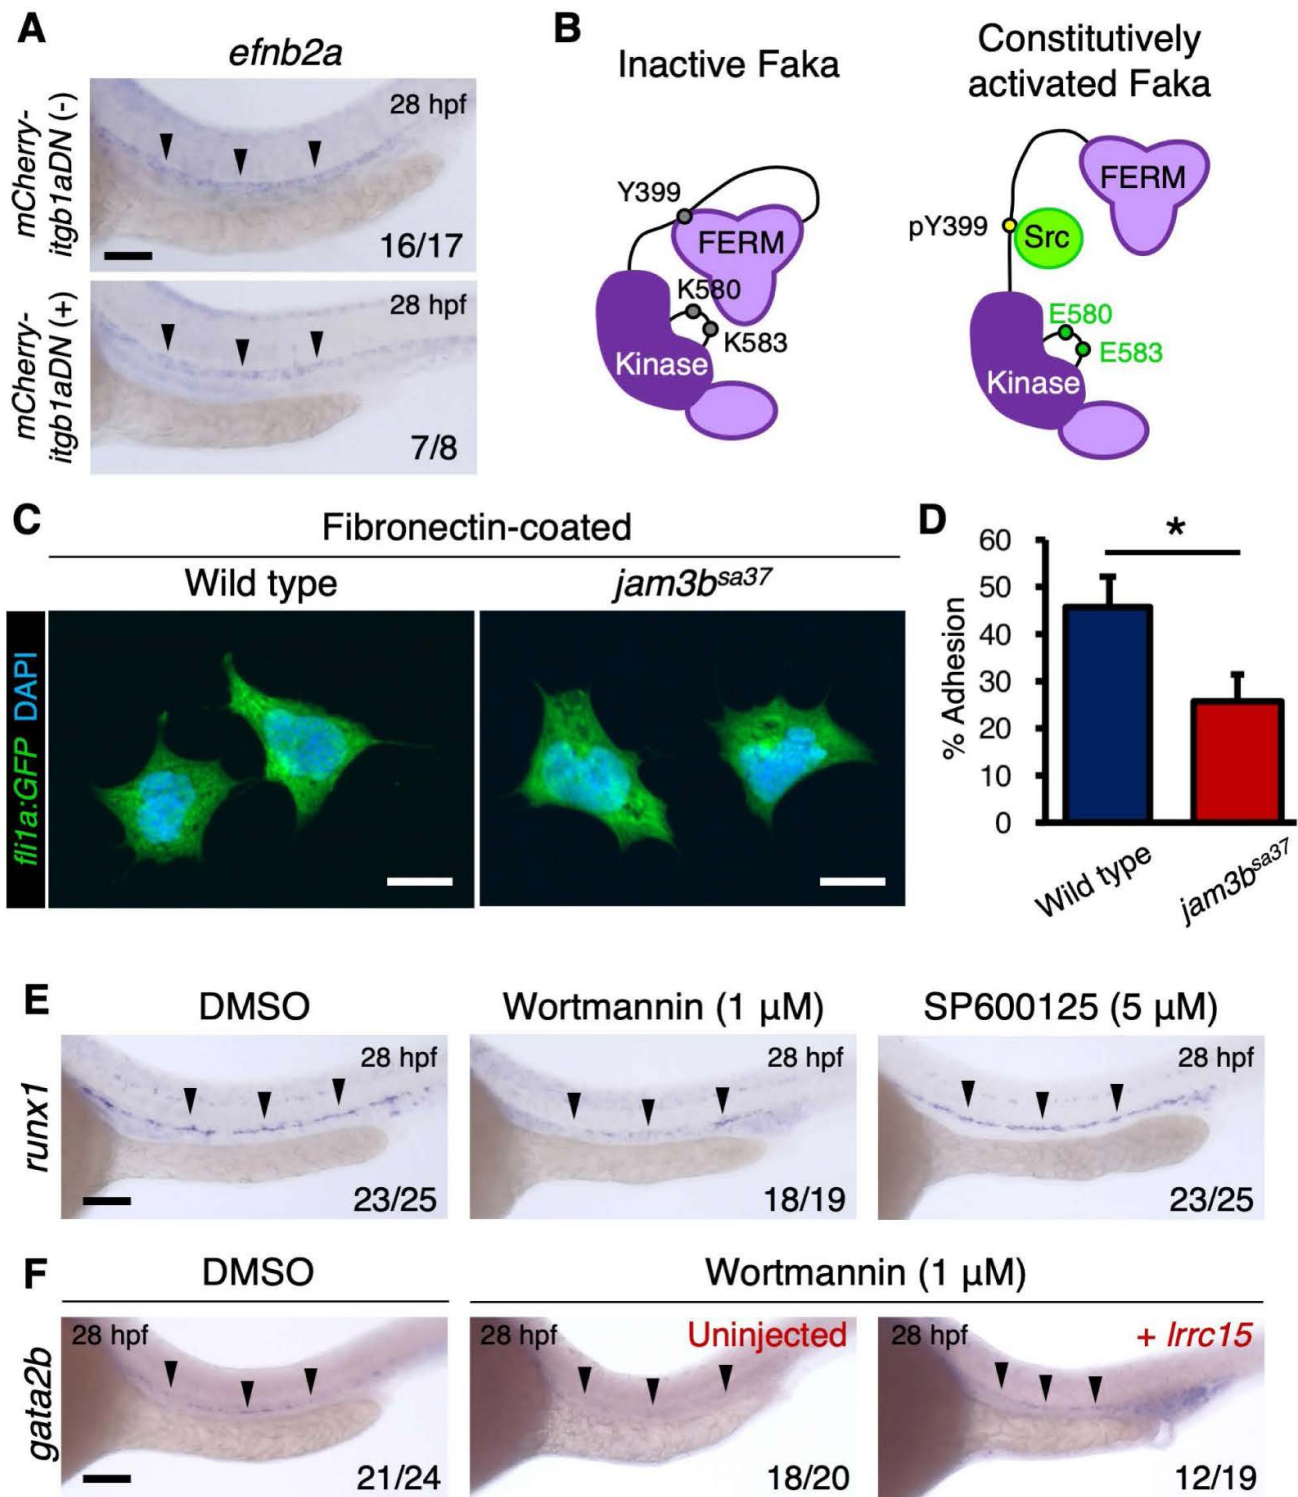 A
efnb2a
mCherry-
itgb1aDN (-)
28 hpf
16/17
mCherry-
itgb1aDN (+)
28 hpf
7/8
B
Inactive Faka
Constitutively
activated Faka
Y399
FERM
K580
K583
Kinase
FERM
pY399
Src
E580
E583
Kinase
C
Fibronectin-coated
Wild type
jam3bsa37
fli1a:GFP DAPI
D
*
% Adhesion
60
50
40
30
20
10
0
Wild type
jam3bsa37
E
DMSO
Wortmannin (1 μM)
SP600125 (5 μM)
runx1
28 hpf
23/25
28 hpf
18/19
28 hpf
23/25
F
DMSO
Wortmannin (1 μM)
gata2b
28 hpf
21/24
28 hpf
Uninjected
18/20
28 hpf
+ lrrc15
12/19